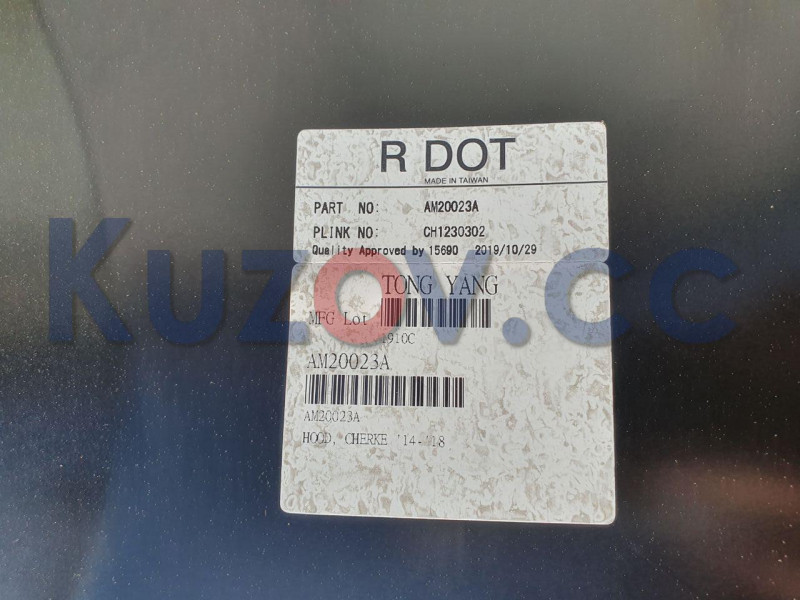 R DOT
MADE IN TAIWAN
PART NO: AM20023A
PLINK NO: CH1230302
Quality Approved by 15690 2019/10/29
Kuzov.cc
TONG YANG
MFG Lot
1910C
AM20023A
AM20023A
HOOD, CHERKE '14-'18